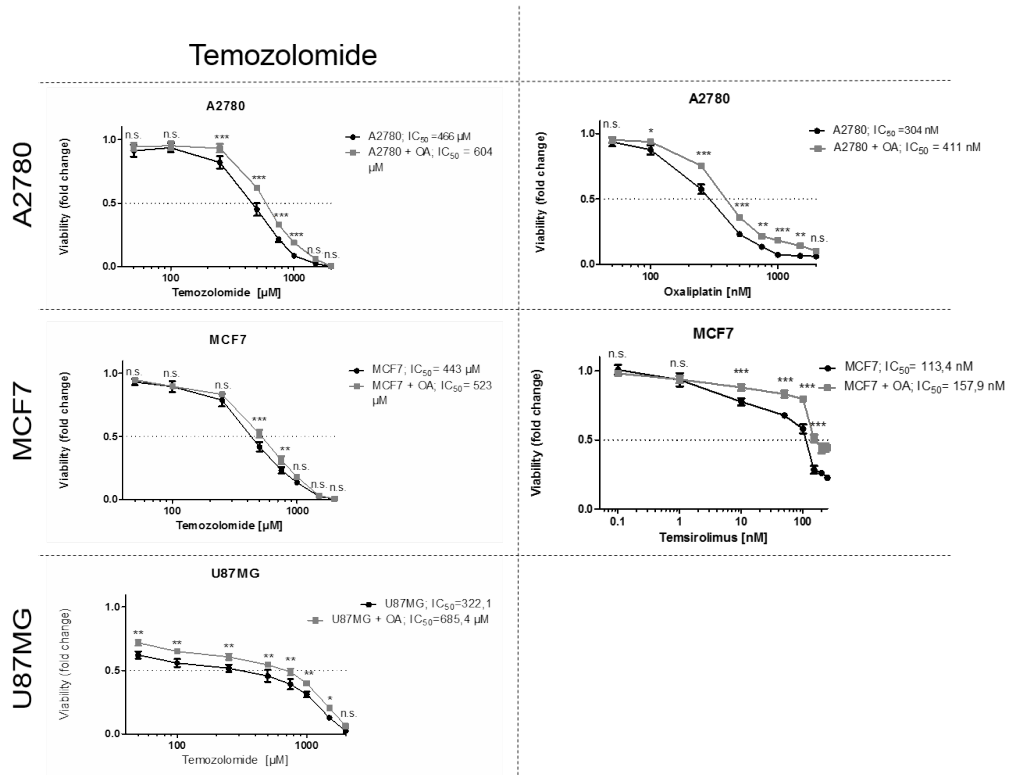 Temozolomide
A2780
A2780
n.s.
n.s.
***
***
***
***
n.s.
n.s.
A2780; IC50 =466 µM
A2780 + OA; IC50 = 604
µM
Viability (fold change)
1.0
0.5
0.0
100
1000
Temozolomide [µM]
A2780
n.s.
*
***
***
**
***
**
n.s.
A2780; IC50 =304 nM
A2780 + OA; IC50 = 411 nM
Viability (fold change)
1.0
0.5
0.0
100
1000
Oxaliplatin [nM]
MCF7
MCF7
n.s.
n.s.
n.s.
***
**
n.s.
n.s.
MCF7; IC50= 443 µM
MCF7 + OA; IC50= 523
µM
Viability (fold change)
1.0
0.5
0.0
100
1000
Temozolomide [µM]
MCF7
n.s.
n.s.
***
***
***
***
MCF7; IC50= 113,4 nM
MCF7 + OA; IC50= 157,9 nM
Viability (fold change)
1.0
0.5
0.0
0.1
1
10
100
Temsirolimus [nM]
U87MG
U87MG
**
**
**
**
**
**
*
n.s.
U87MG; IC50=322,1
U87MG + OA; IC50=685,4 µM
Viability (fold change)
1.0
0.5
0.0
100
1000
Temozolomide [µM]